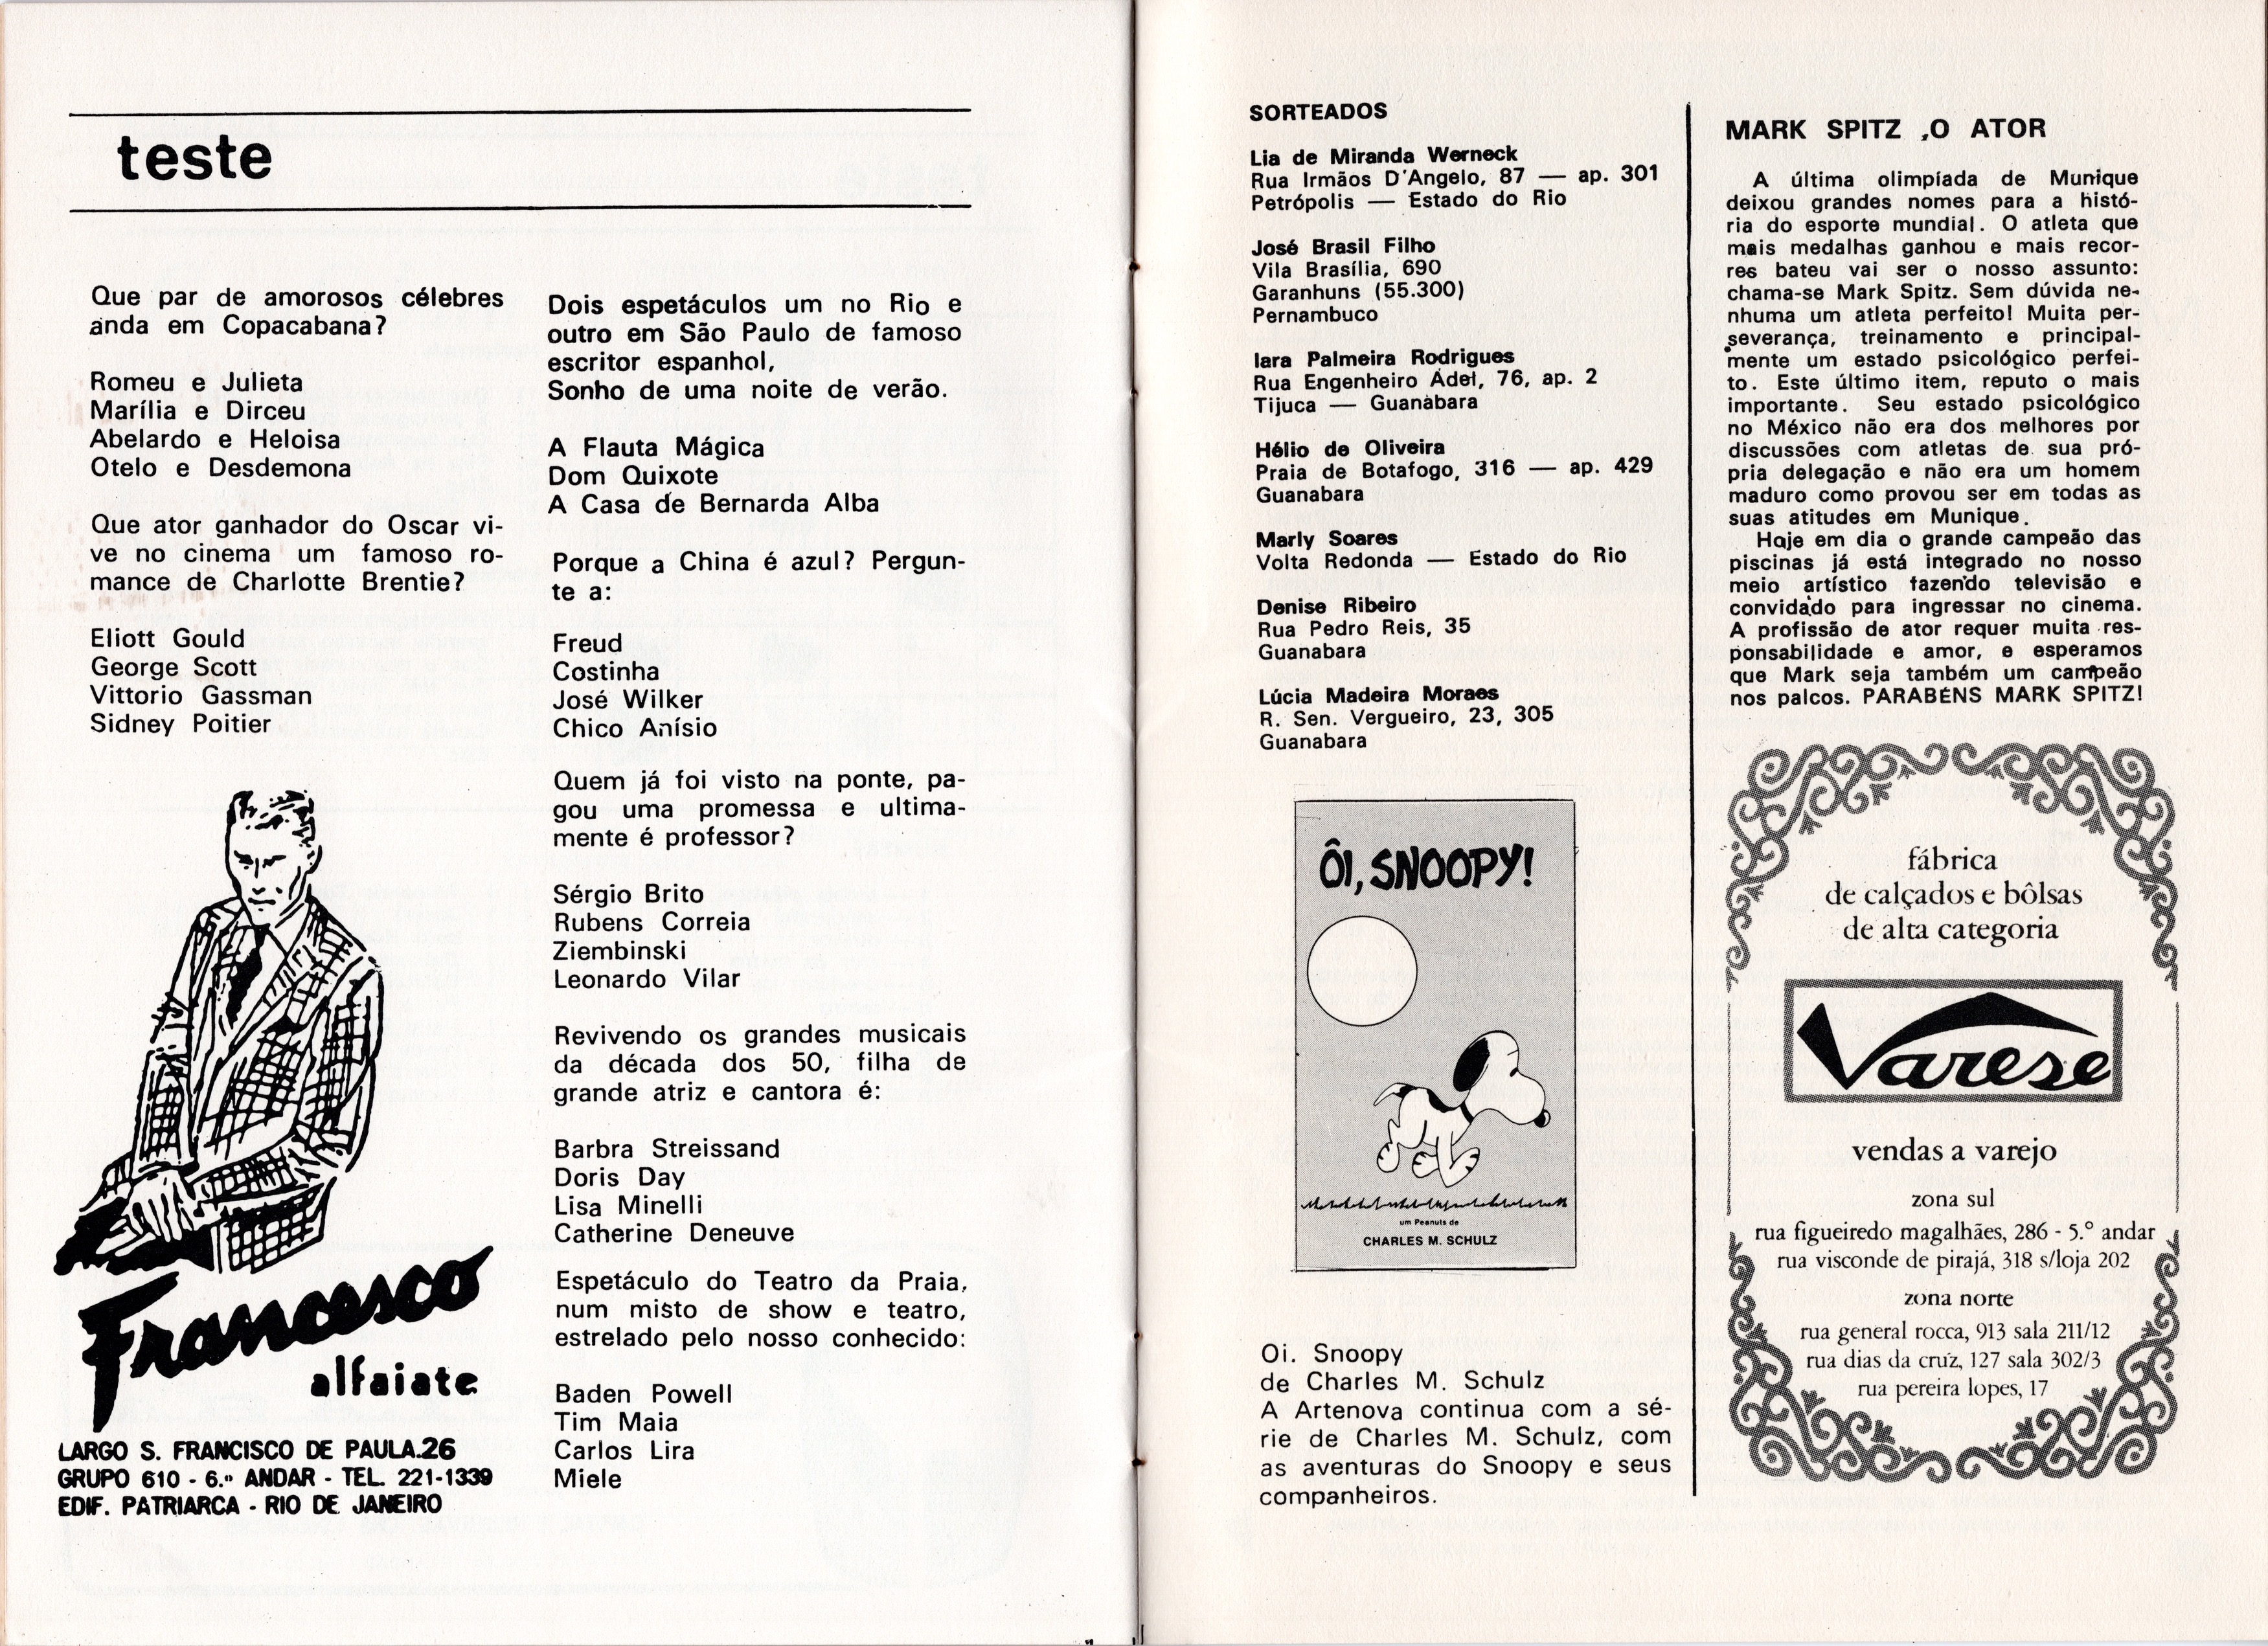 teste
Que par de amorosos célebres
anda em Copacabana?
Romeu e Julieta
Marília e Dirceu
Abelardo e Heloisa
Otelo e Desdemona
Que ator ganhador do Oscar vi-
ve no cinema um famoso ro-
mance de Charlotte Brentie?
Eliott Gould
George Scott
Vittorio Gassman
Sidney Poitier
Francesco
alfaiate
LARGO S. FRANCISCO DE PAULA.26
GRUPO 610 - 6.º ANDAR - TEL. 221-1339
EDIF. PATRIARCA - RIO DE JANEIRO
Dois espetáculos um no Rio e
outro em São Paulo de famoso
escritor espanhol,
Sonho de uma noite de verão.
A Flauta Mágica
Dom Quixote
A Casa de Bernarda Alba
Porque a China é azul? Pergun-
te a:
Freud
Costinha
José Wilker
Chico Anísio
Quem já foi visto na ponte, pa-
gou uma promessa e ultima-
mente é professor?
Sérgio Brito
Rubens Correia
Ziembinski
Leonardo Vilar
Revivendo os grandes musicais
da década dos 50, filha de
grande atriz e cantora é:
Barbra Streissand
Doris Day
Lisa Minelli
Catherine Deneuve
Espetáculo do Teatro da Praia,
num misto de show e teatro,
estrelado pelo nosso conhecido:
Baden Powell
Tim Maia
Carlos Lira
Miele
SORTEADOS
Lia de Miranda Werneck
Rua Irmãos D'Angelo, 87 — ap. 301
Petrópolis — Estado do Rio
José Brasil Filho
Vila Brasília, 690
Garanhuns (55.300)
Pernambuco
Iara Palmeira Rodrigues
Rua Engenheiro Adel, 76, ap. 2
Tijuca — Guanabara
Hélio de Oliveira
Praia de Botafogo, 316 — ap. 429
Guanabara
Marly Soares
Volta Redonda — Estado do Rio
Denise Ribeiro
Rua Pedro Reis, 35
Guanabara
Lúcia Madeira Moraes
R. Sen. Vergueiro, 23, 305
Guanabara
ÔI, SNOOPY!
um Peanuts de
CHARLES M. SCHULZ
Oi. Snoopy
de Charles M. Schulz
A Artenova continua com a sé-
rie de Charles M. Schulz, com
as aventuras do Snoopy e seus
companheiros.
MARK SPITZ ,O ATOR
A última olimpíada de Munique
deixou grandes nomes para a histó-
ria do esporte mundial. O atleta que
mais medalhas ganhou e mais recor-
res bateu vai ser o nosso assunto:
chama-se Mark Spitz. Sem dúvida ne-
nhuma um atleta perfeito! Muita per-
severança, treinamento e principal-
mente um estado psicológico perfei-
to. Este último item, reputo o mais
importante. Seu estado psicológico
no México não era dos melhores por
discussões com atletas de sua pró-
pria delegação e não era um homem
maduro como provou ser em todas as
suas atitudes em Munique.
Hoje em dia o grande campeão das
piscinas já está integrado no nosso
meio artístico fazendo televisão e
convidado para ingressar no cinema.
A profissão de ator requer muita res-
ponsabilidade e amor, e esperamos
que Mark seja também um campeão
nos palcos. PARABÉNS MARK SPITZ!
fábrica
de calçados e bôlsas
de alta categoria
Varese
vendas a varejo
zona sul
rua figueiredo magalhães, 286 - 5.º andar
rua visconde de pirajá, 318 s/loja 202
zona norte
rua general rocca, 913 sala 211/12
rua dias da cruz, 127 sala 302/3
rua pereira lopes, 17